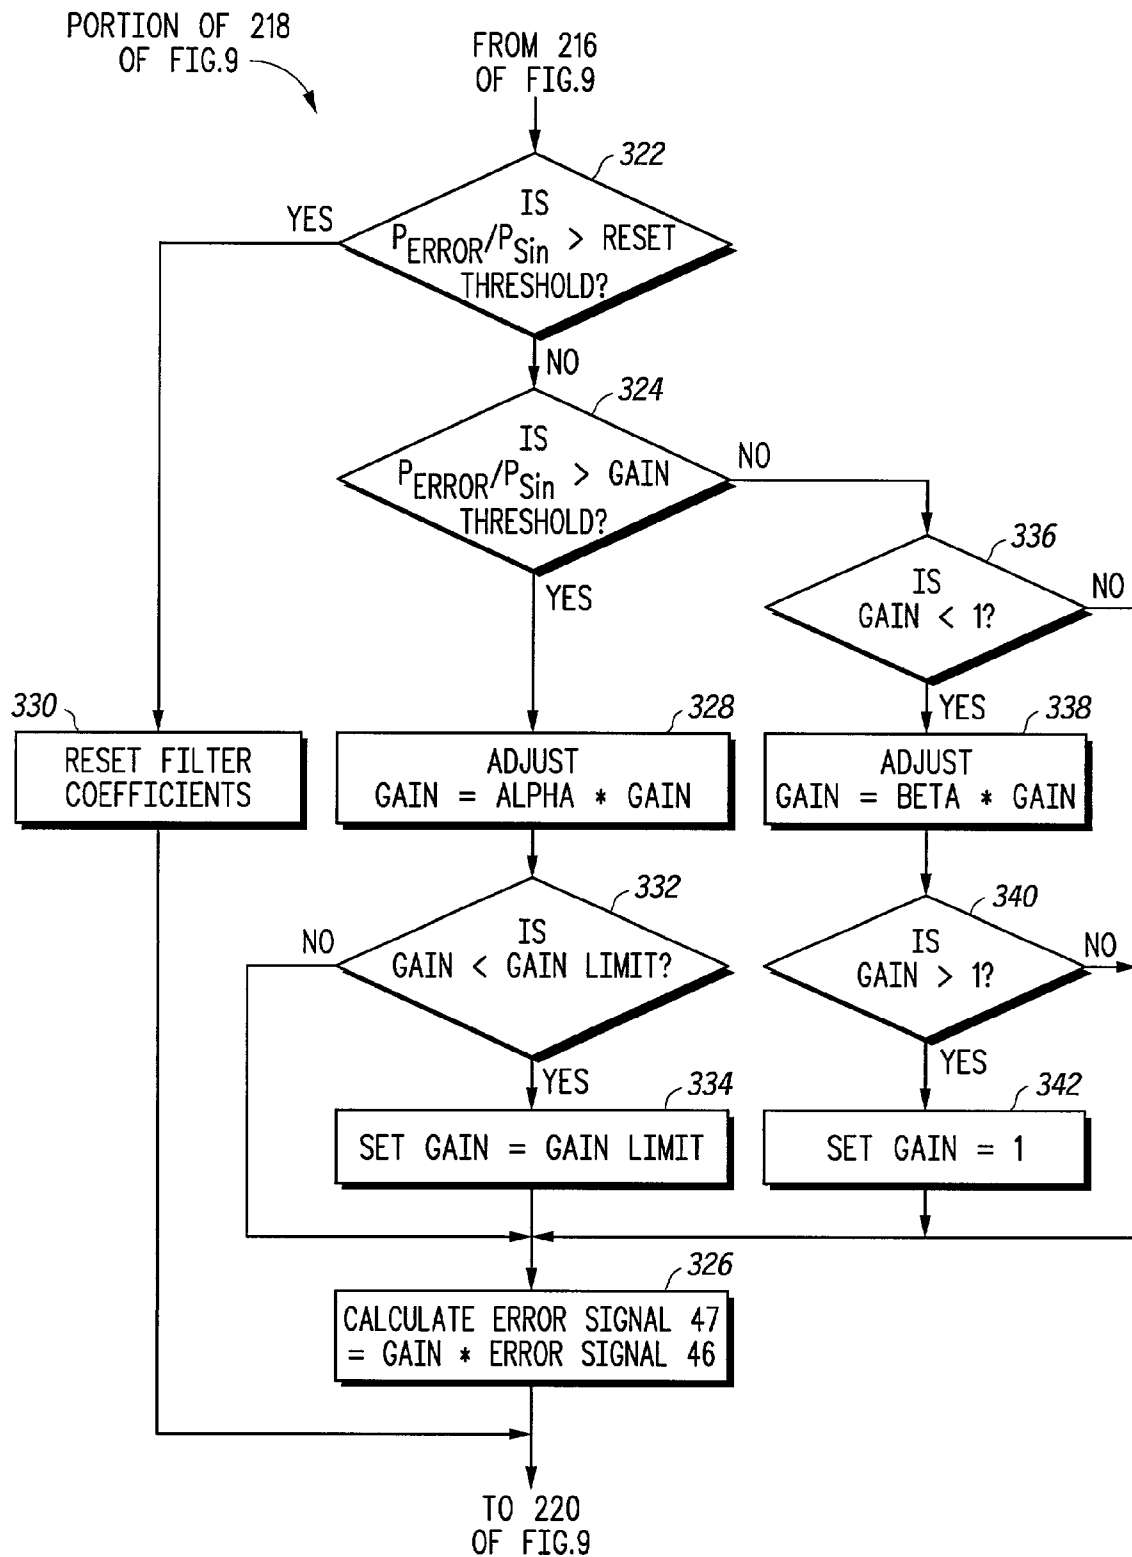 PORTION OF 218
OF FIG.9
FROM 216
OF FIG.9
322
IS
PERROR/PSin > RESET
THRESHOLD?
YES
NO
324
IS
PERROR/PSin > GAIN
THRESHOLD?
NO
YES
336
IS
GAIN < 1?
NO
YES
330
RESET FILTER
COEFFICIENTS
328
ADJUST
GAIN = ALPHA * GAIN
338
ADJUST
GAIN = BETA * GAIN
332
IS
GAIN < GAIN LIMIT?
NO
YES
340
IS
GAIN > 1?
NO
YES
334
SET GAIN = GAIN LIMIT
342
SET GAIN = 1
326
CALCULATE ERROR SIGNAL 47
= GAIN * ERROR SIGNAL 46
TO 220
OF FIG.9